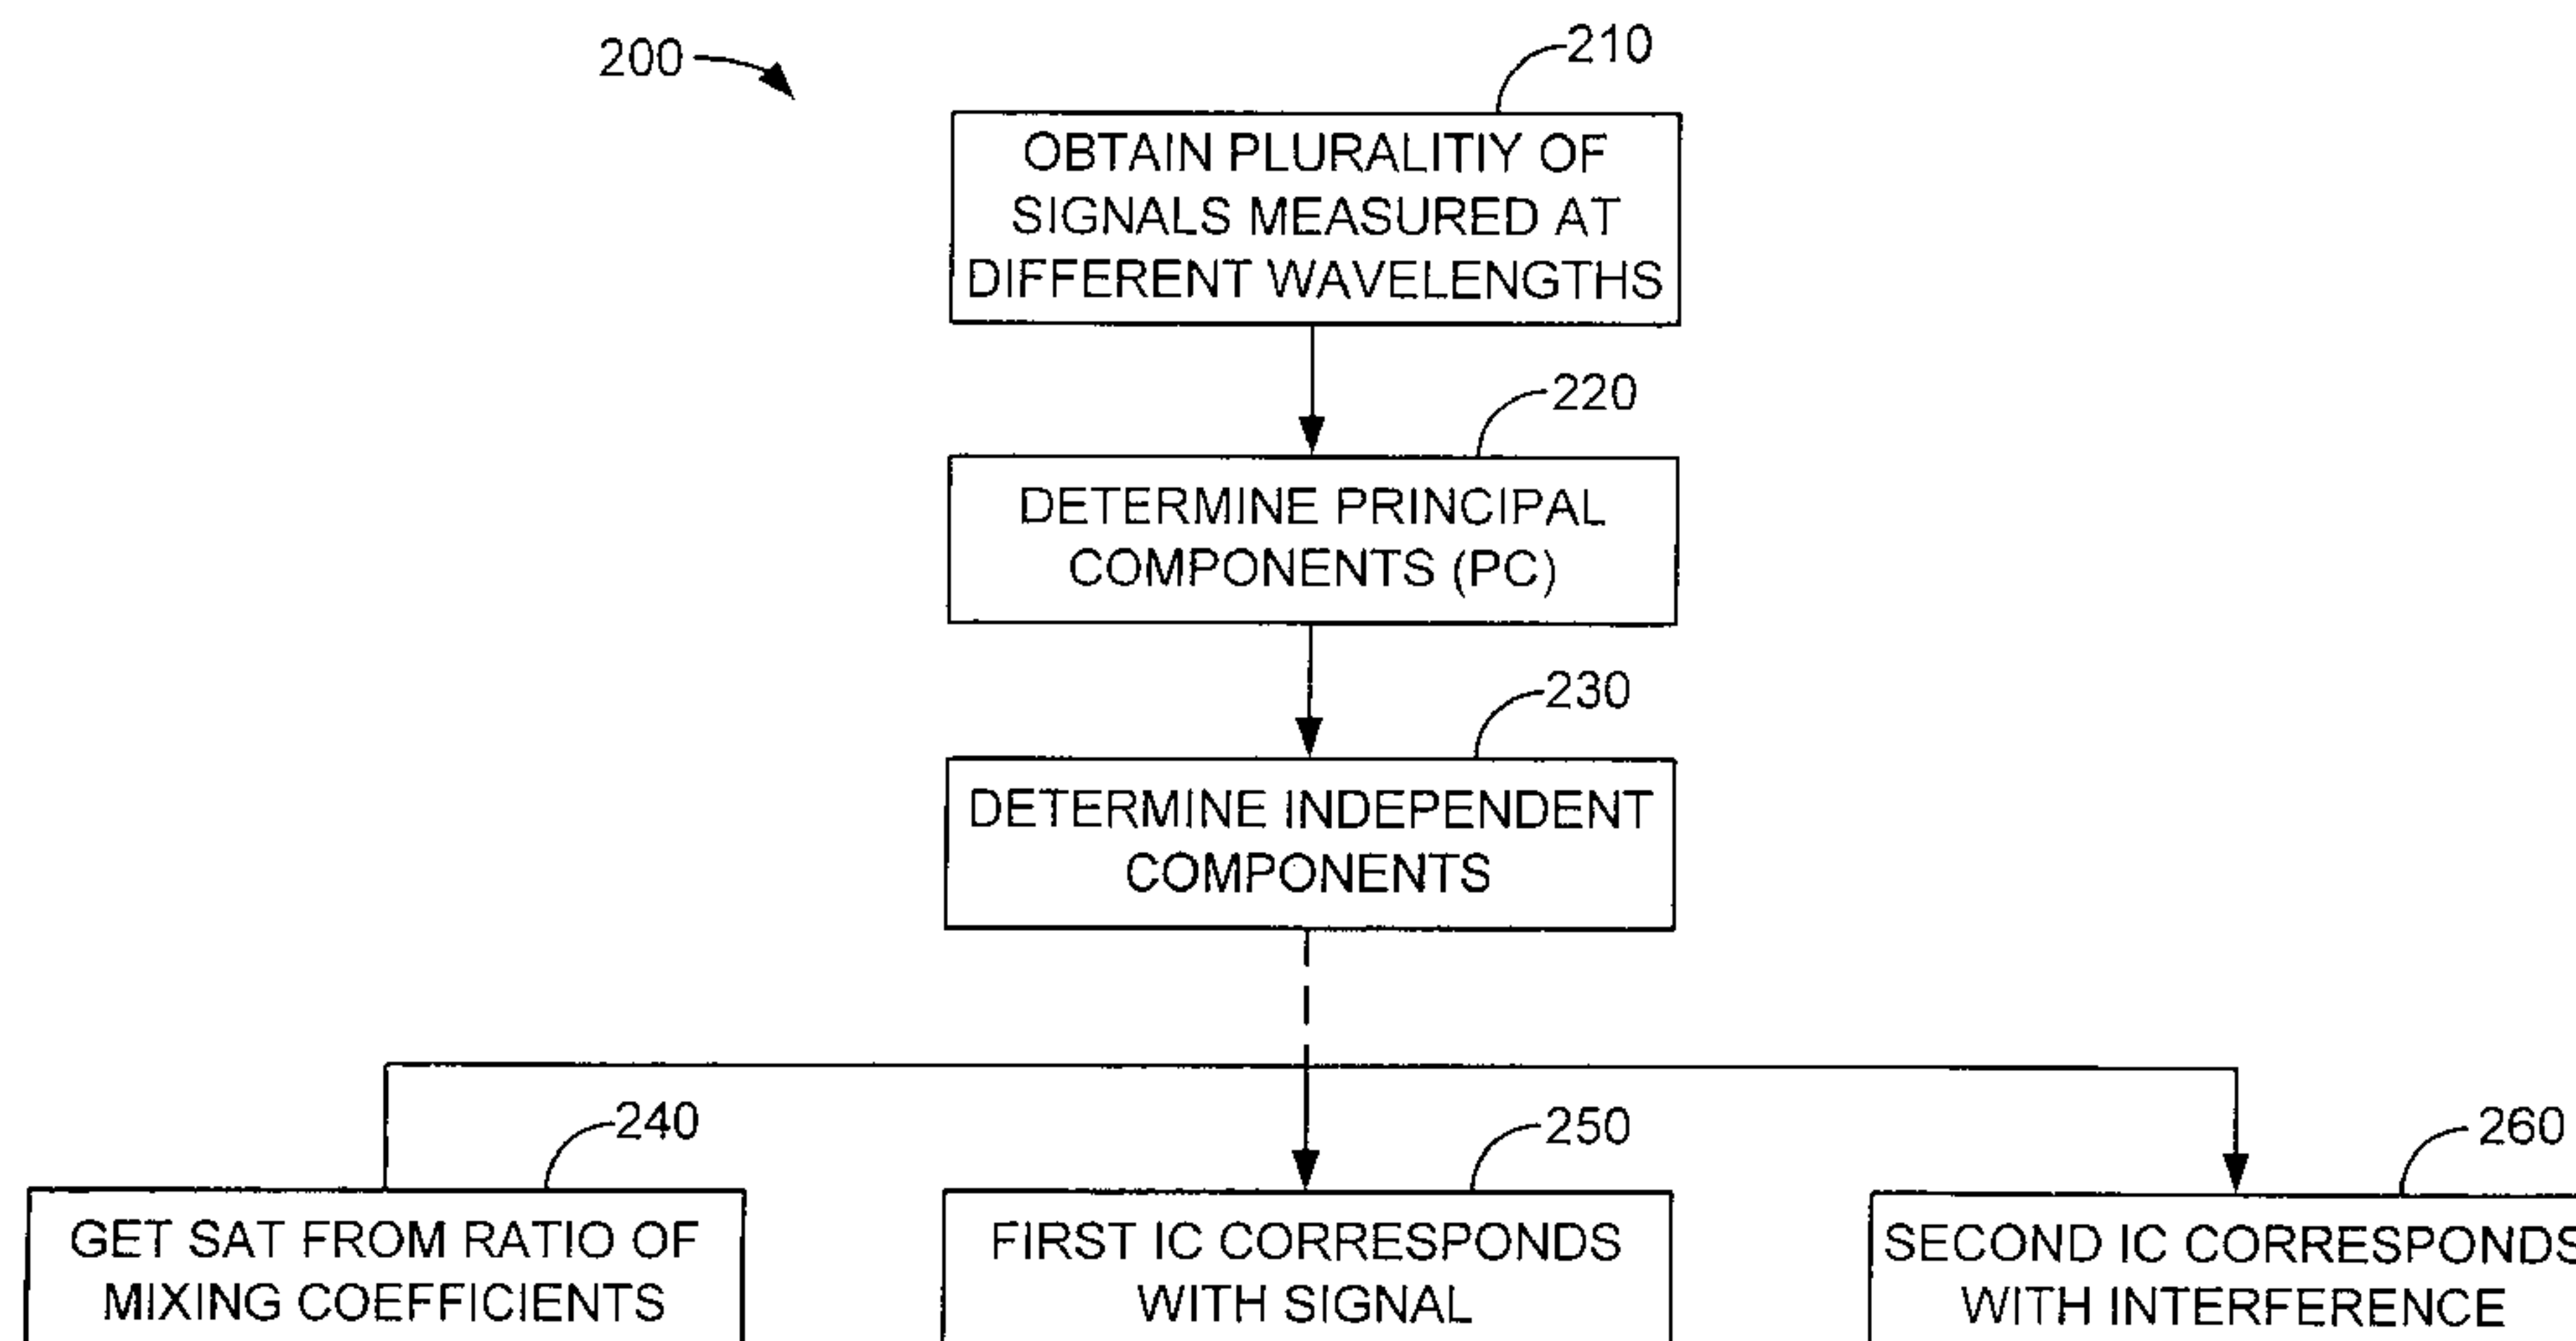 200
210
OBTAIN PLURALITIY OF
SIGNALS MEASURED AT
DIFFERENT WAVELENGTHS
220
DETERMINE PRINCIPAL
COMPONENTS (PC)
230
DETERMINE INDEPENDENT
COMPONENTS
240
GET SAT FROM RATIO OF
MIXING COEFFICIENTS
250
FIRST IC CORRESPONDS
WITH SIGNAL
260
SECOND IC CORRESPONDS
WITH INTERFERENCE